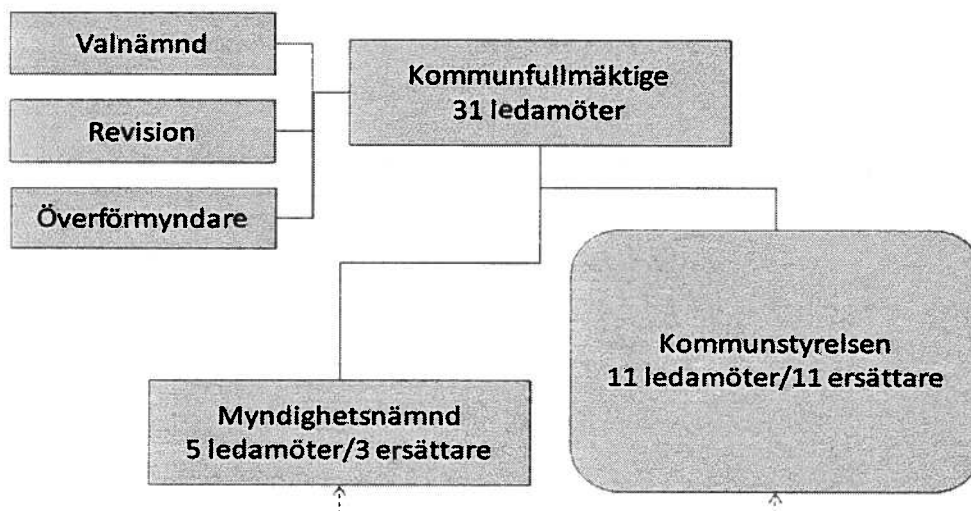 Valnämnd
Revision
Överförmyndare
Kommunfullmäktige
31 ledamöter
Kommunstyrelsen
11 ledamöter/11 ersättare
Myndighetsnämnd
5 ledamöter/3 ersättare